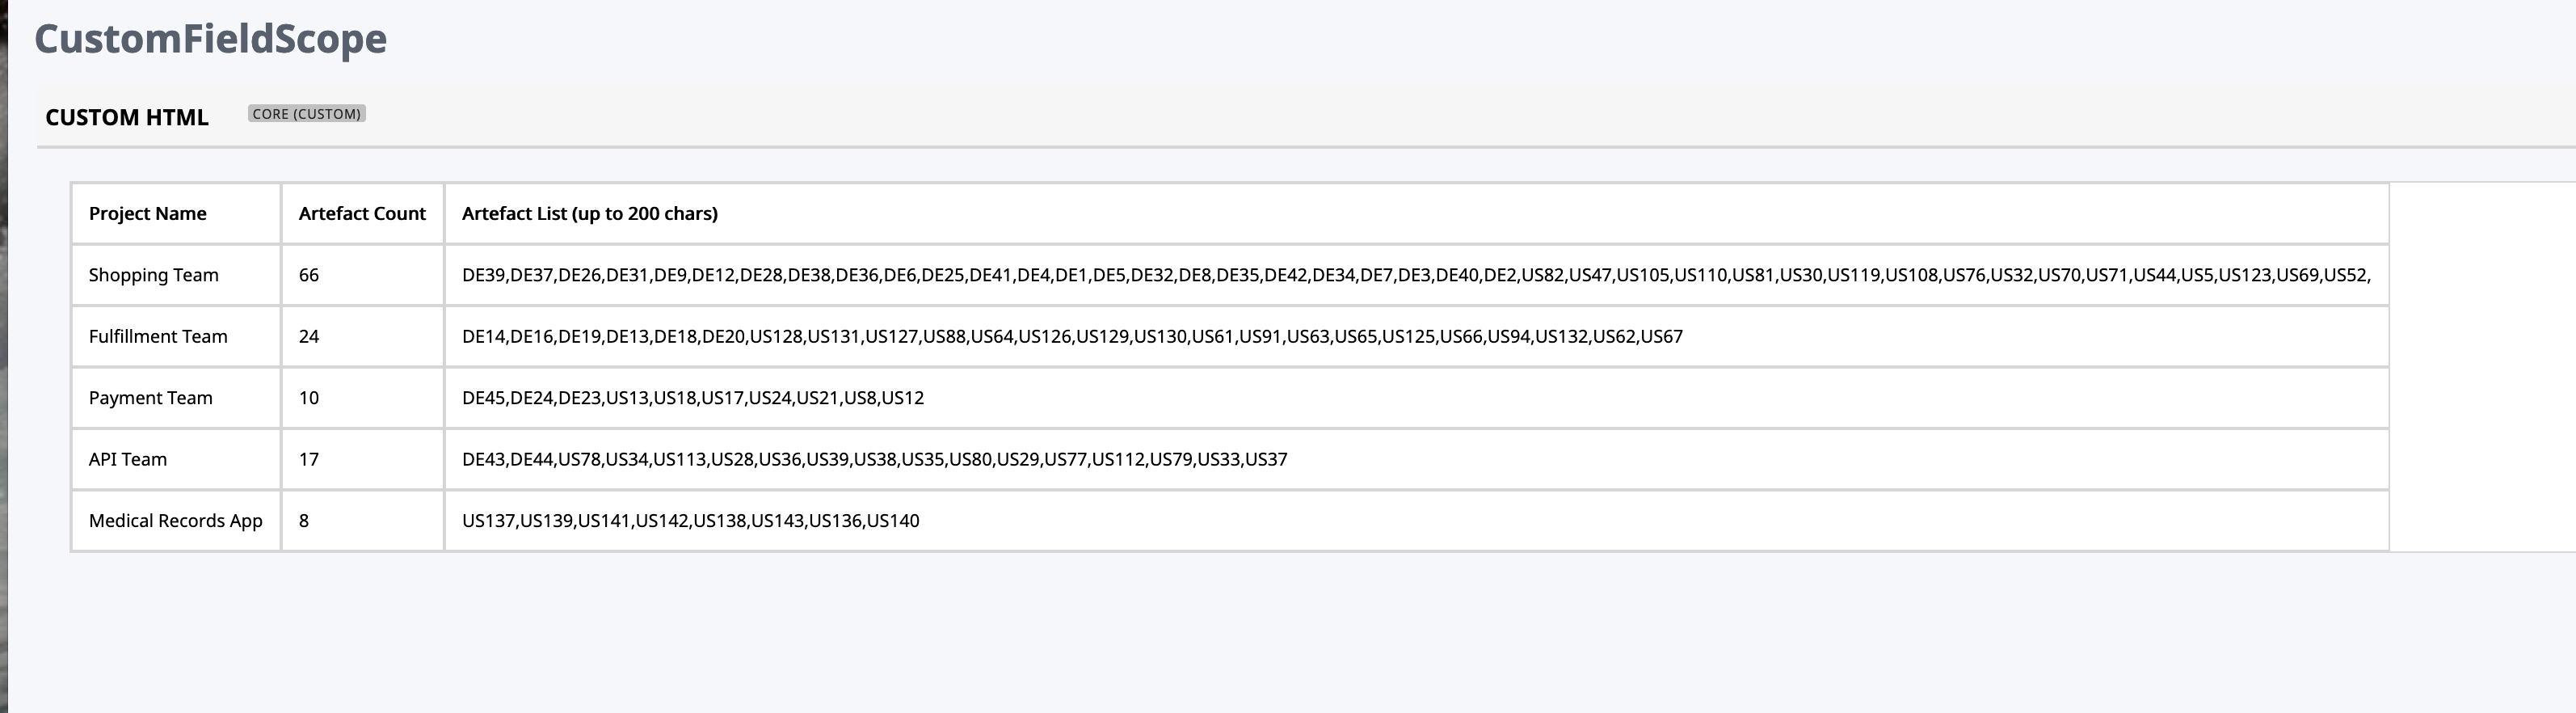 CustomFieldScope
CUSTOM HTML CORE (CUSTOM)
Project Name Artefact Count Artefact List (up to 200 chars)
Shopping Team 66 DE39,DE37,DE26,DE31,DE9,DE12,DE28,DE38,DE36,DE6,DE25,DE41,DE4,DE1,DE5,DE32,DE8,DE35,DE42,DE34,DE7,DE3,DE40,DE2,US82,US47,US105,US110,US81,US30,US119,US108,US76,US32,US70,US71,US44,US5,US123,US69,US52,
Fulfillment Team 24 DE14,DE16,DE19,DE13,DE18,DE20,US128,US131,US127,US88,US64,US126,US129,US130,US61,US91,US63,US65,US125,US66,US94,US132,US62,US67
Payment Team 10 DE45,DE24,DE23,US13,US18,US17,US24,US21,US8,US12
API Team 17 DE43,DE44,US78,US34,US113,US28,US36,US39,US38,US35,US80,US29,US77,US112,US79,US33,US37
Medical Records App 8 US137,US139,US141,US142,US138,US143,US136,US140